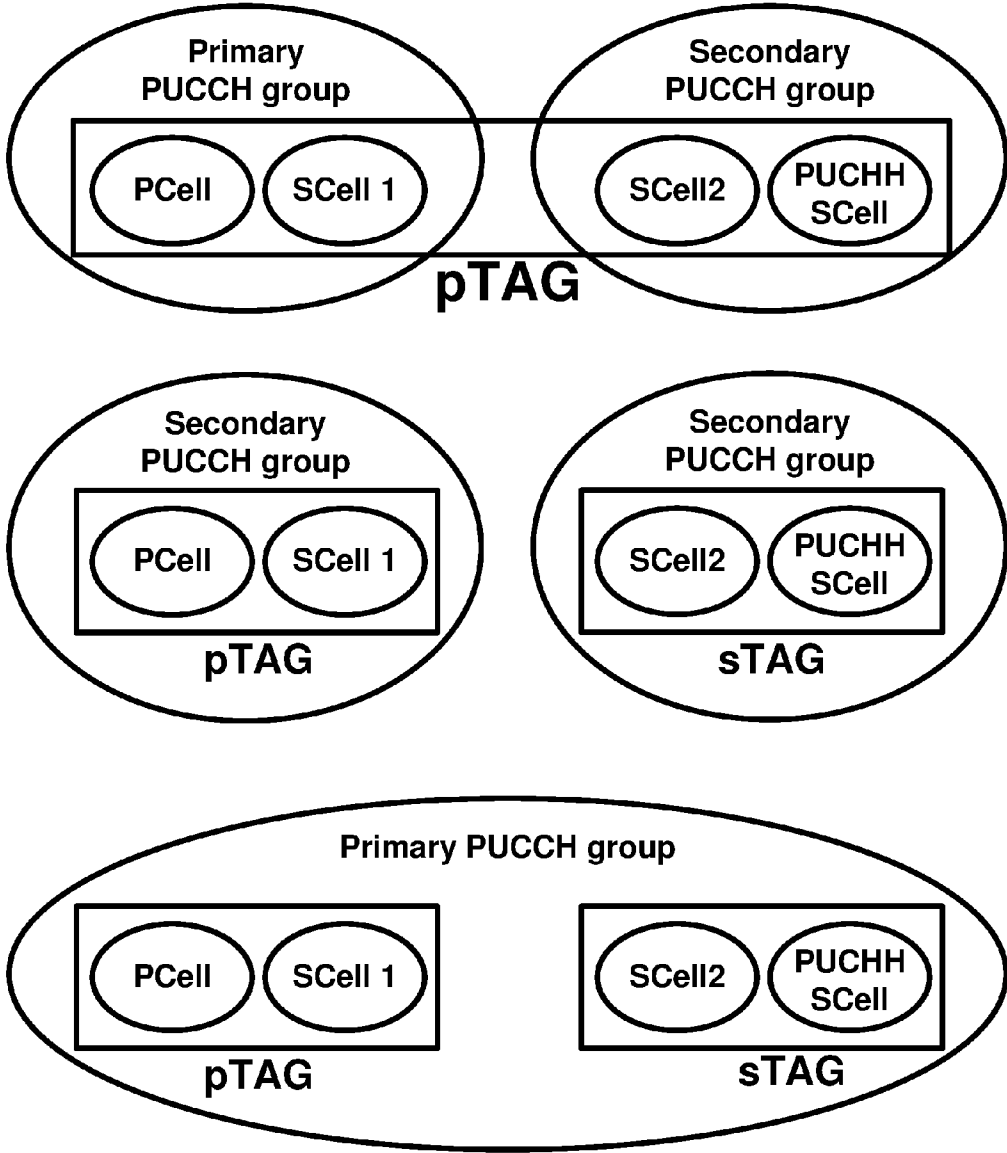 Primary
PUCCH group
Secondary
PUCCH group
PCell
SCell 1
SCell2
PUCHH
SCell
pTAG
Secondary
PUCCH group
Secondary
PUCCH group
PCell
SCell 1
SCell2
PUCHH
SCell
pTAG
sTAG
Primary PUCCH group
PCell
SCell 1
SCell2
PUCHH
SCell
pTAG
sTAG